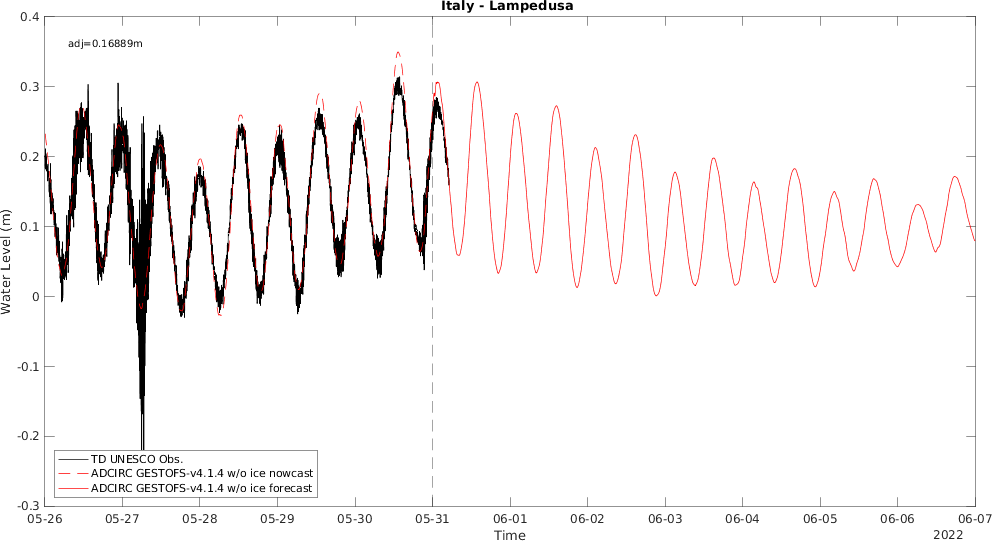 Italy - Lampedusa
adj=0.16889m
Water Level (m)
0.4
0.3
0.2
0.1
0
-0.1
-0.2
-0.3
TD UNESCO Obs.
ADCIRC GESTOFS-v4.1.4 w/o ice nowcast
ADCIRC GESTOFS-v4.1.4 w/o ice forecast
05-26 05-27 05-28 05-29 05-30 05-31 06-01 06-02 06-03 06-04 06-05 06-06 06-07
Time
2022